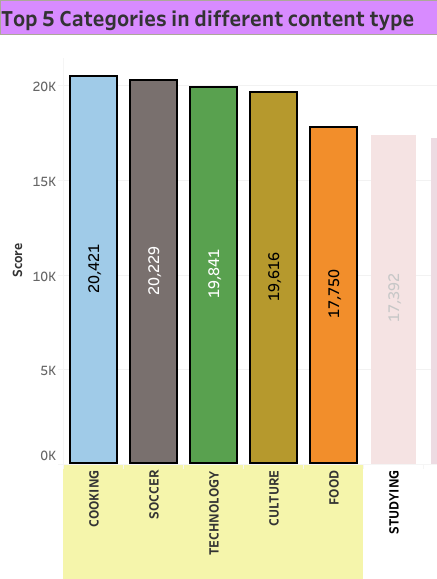 Top 5 Categories in different content type
Score
20K
15K
10K
5K
0K
20,421
20,229
19,841
19,616
17,750
17,392
COOKING
SOCCER
TECHNOLOGY
CULTURE
FOOD
STUDYING